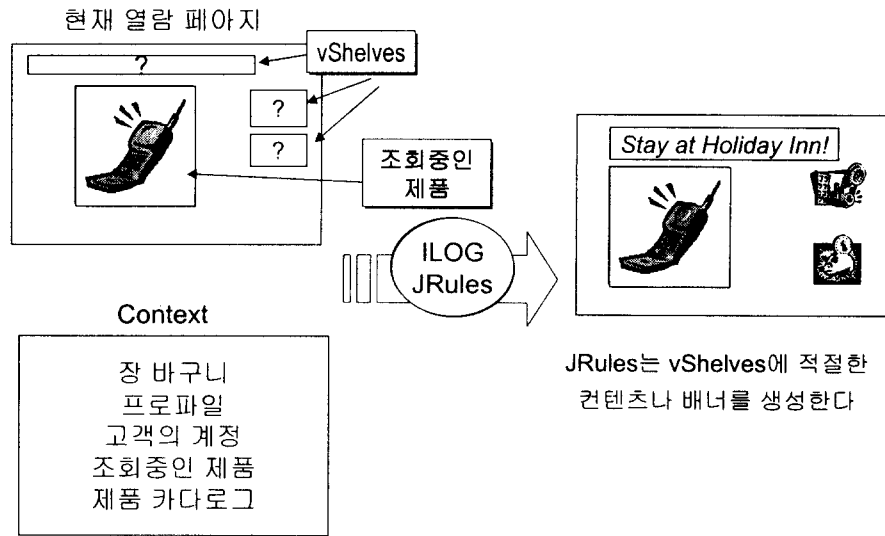 현재 열람 페아지
?
vShelves
?
?
조회중인
제품
ILOG
JRules
Stay at Holiday Inn!
Context
장 바구니
프로파일
고객의 계정
조회중인 제품
제품 카다로그
JRules는 vShelves에 적절한
컨텐츠나 배너를 생성한다